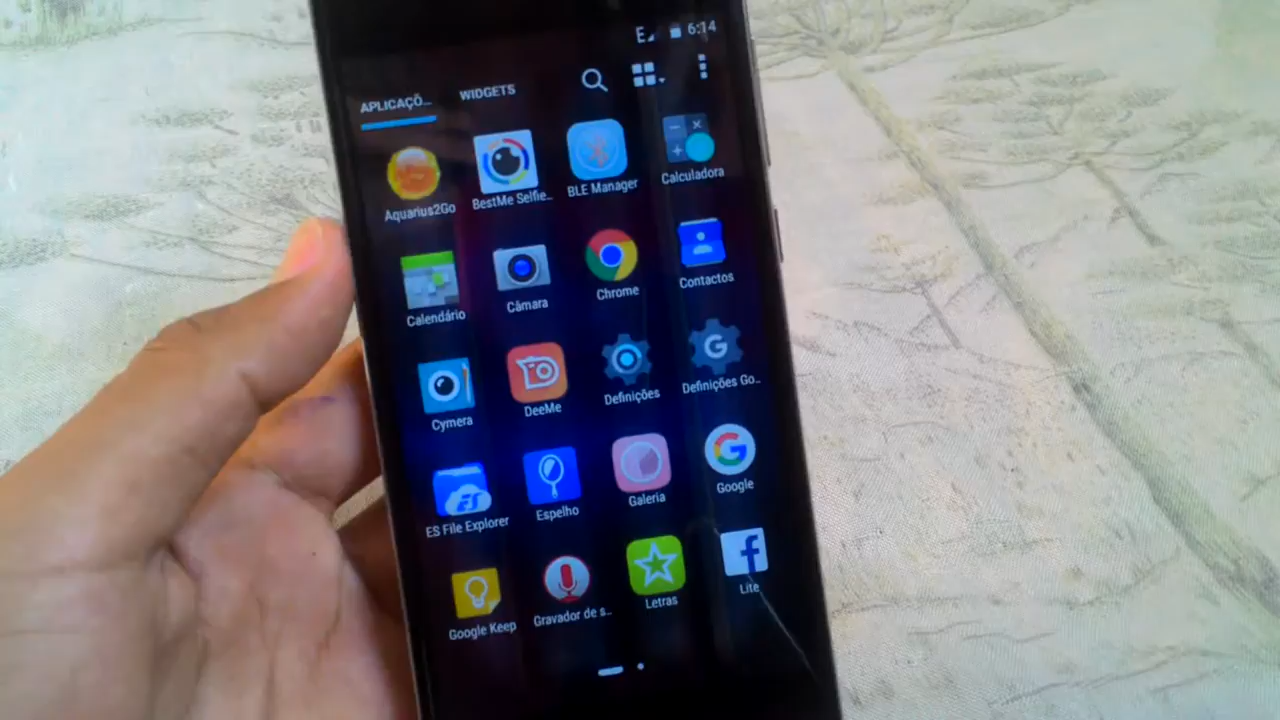 E 6:14
APLICAÇÕ... WIDGETS
Aquarius2Go BestMe Selfie... BLE Manager Calculadora
Calendário Câmara Chrome Contactos
Cymera DeeMe Definições Definições Go...
ES File Explorer Espelho Galeria Google
Google Keep Gravador de s... Letras Lite